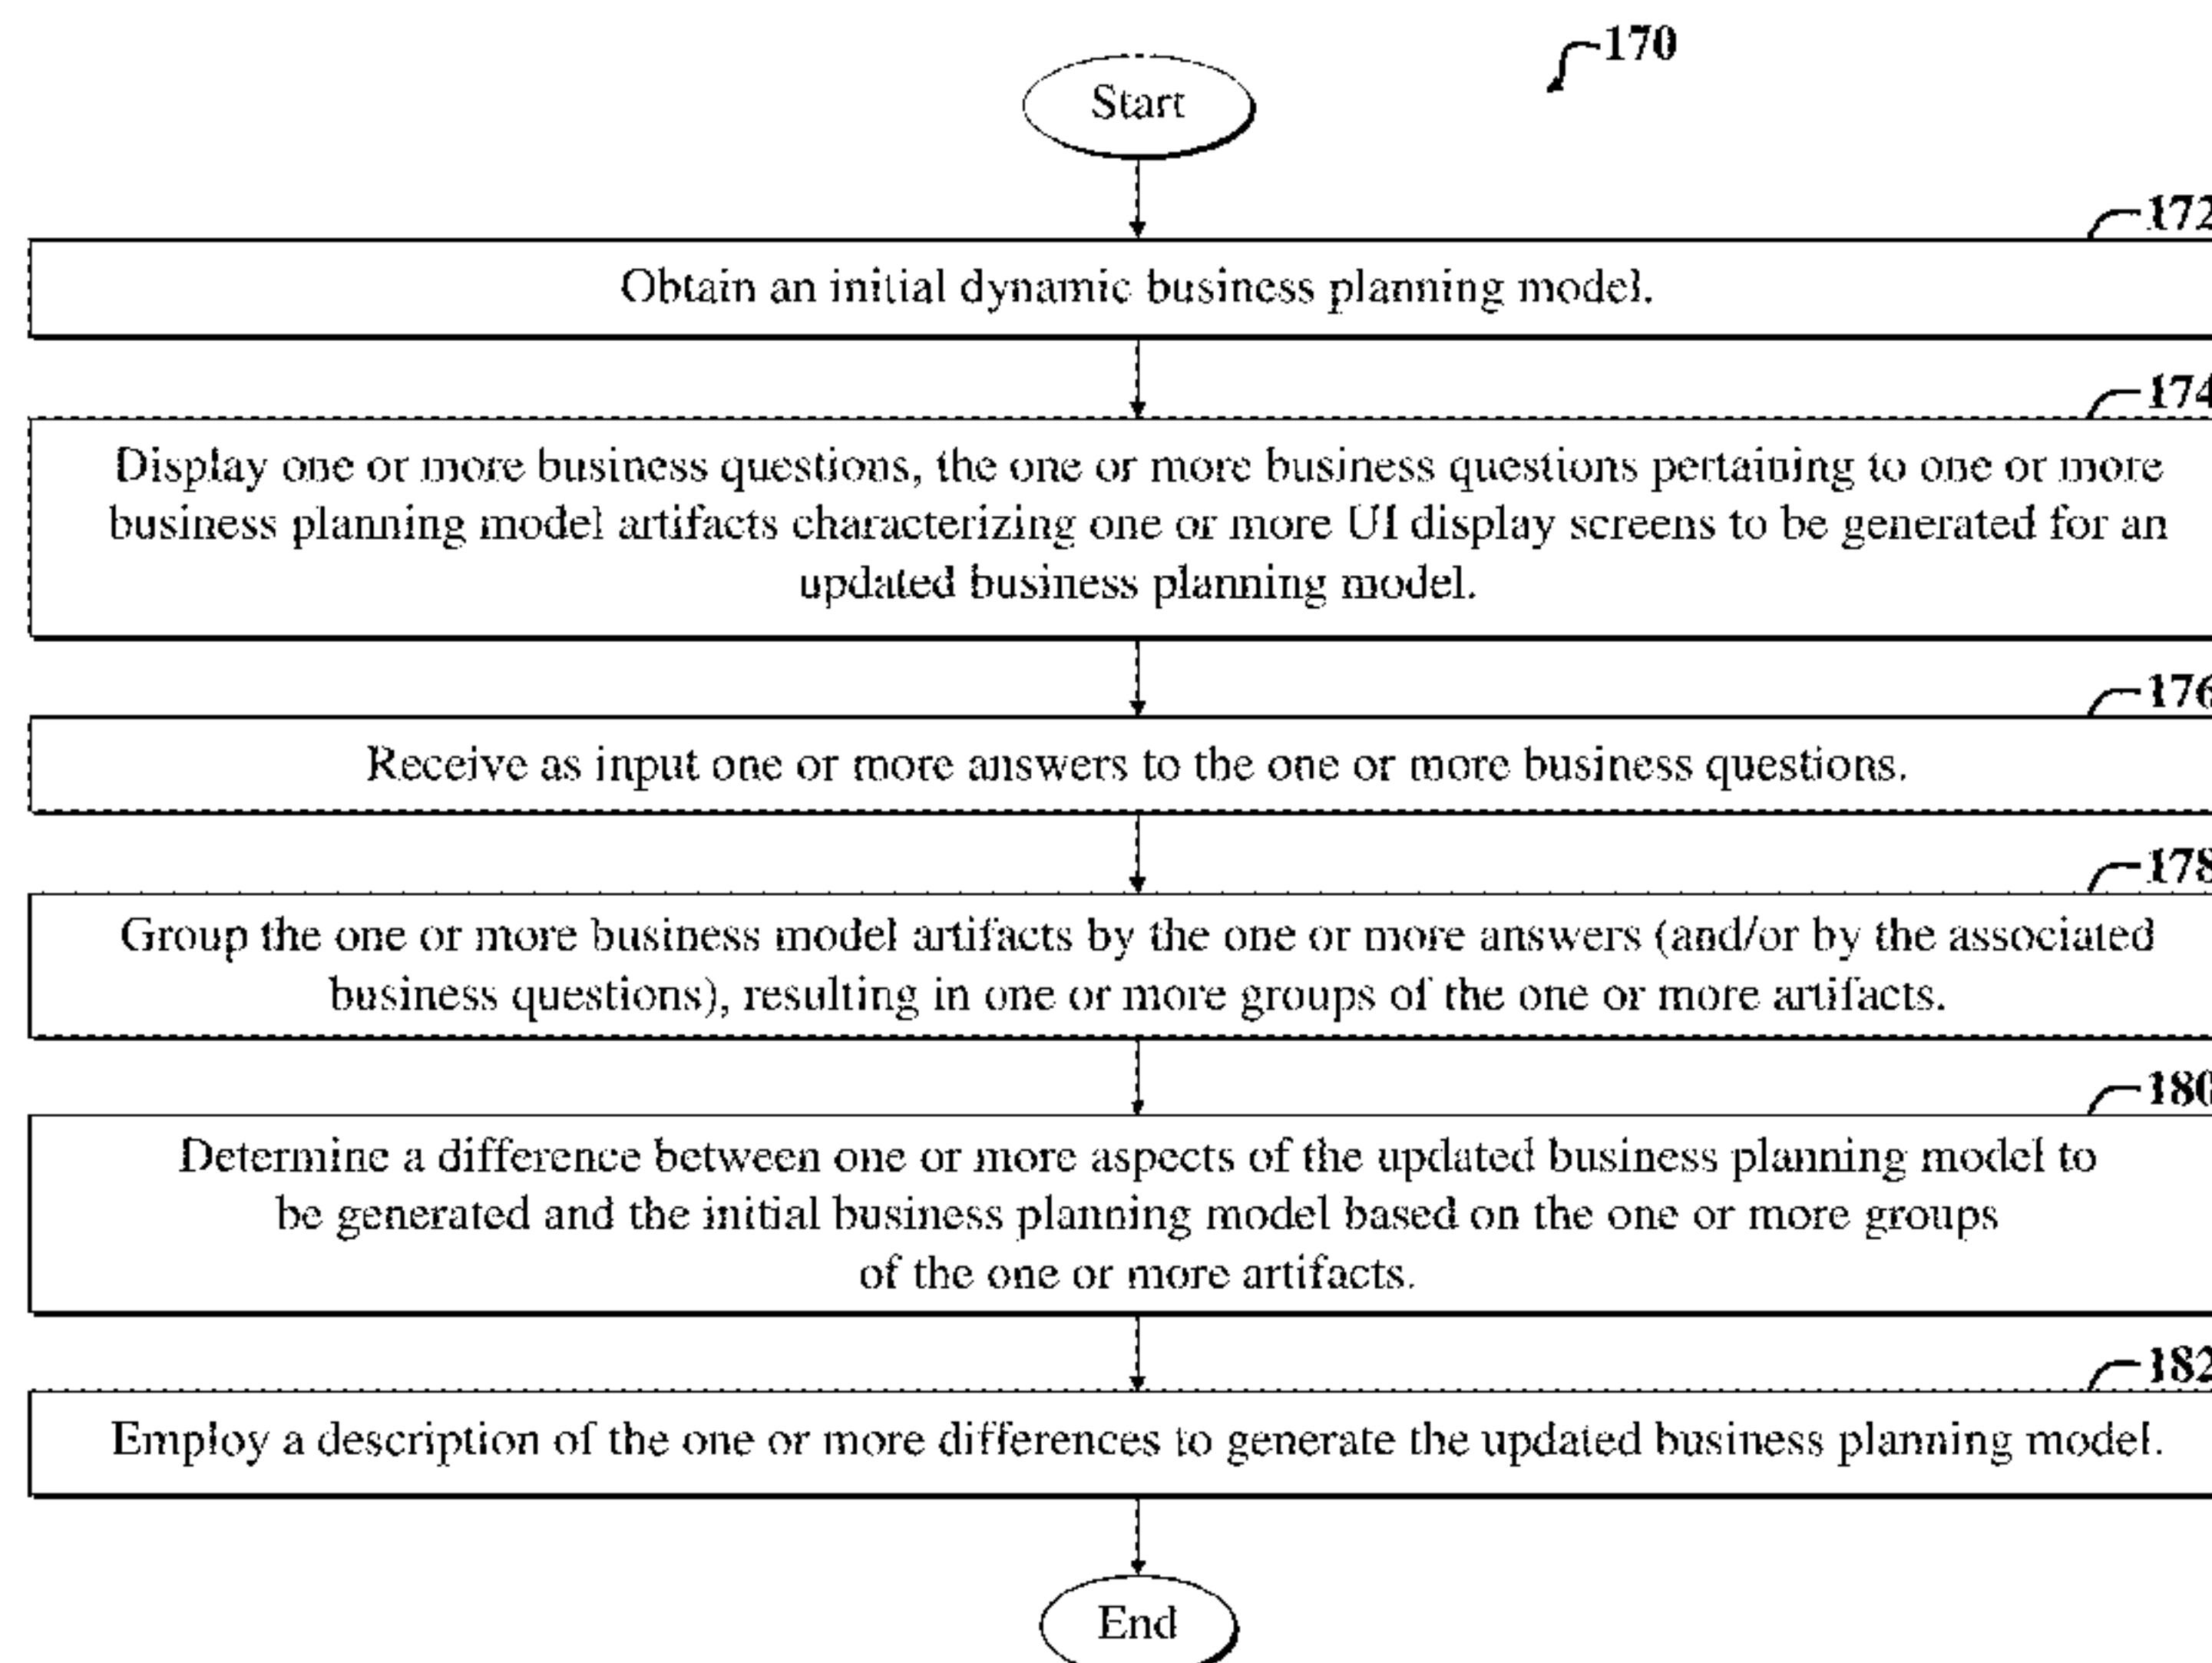 170
Start
172
Obtain an initial dynamic business planning model.
174
Display one or more business questions, the one or more business questions pertaining to one or more
business planning model artifacts characterizing one or more UI display screens to be generated for an
updated business planning model.
176
Receive as input one or more answers to the one or more business questions.
178
Group the one or more business model artifacts by the one or more answers (and/or by the associated
business questions), resulting in one or more groups of the one or more artifacts.
180
Determine a difference between one or more aspects of the updated business planning model to
be generated and the initial business planning model based on the one or more groups
of the one or more artifacts.
182
Employ a description of the one or more differences to generate the updated business planning model.
End